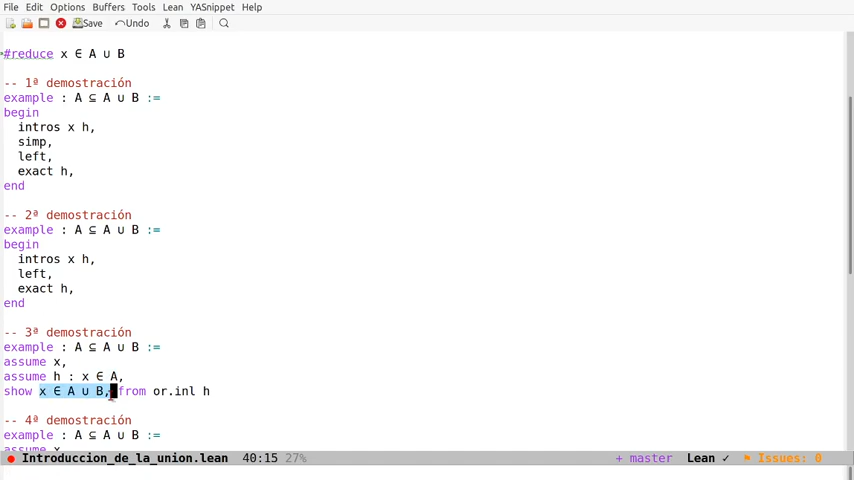 File Edit Options Buffers Tools Lean YASnippet Help
Save Undo
#reduce x ∈ A ∪ B
-- 1ª demostración
example : A ⊆ A ∪ B :=
begin
  intros x h,
  simp,
  left,
  exact h,
end
-- 2ª demostración
example : A ⊆ A ∪ B :=
begin
  intros x h,
  left,
  exact h,
end
-- 3ª demostración
example : A ⊆ A ∪ B :=
assume x,
assume h : x ∈ A,
show x ∈ A ∪ B, from or.inl h
-- 4ª demostración
example : A ⊆ A ∪ B :=
assume x
Introduccion_de_la_union.lean 40:15 27% + master Lean ✓ Issues: 0